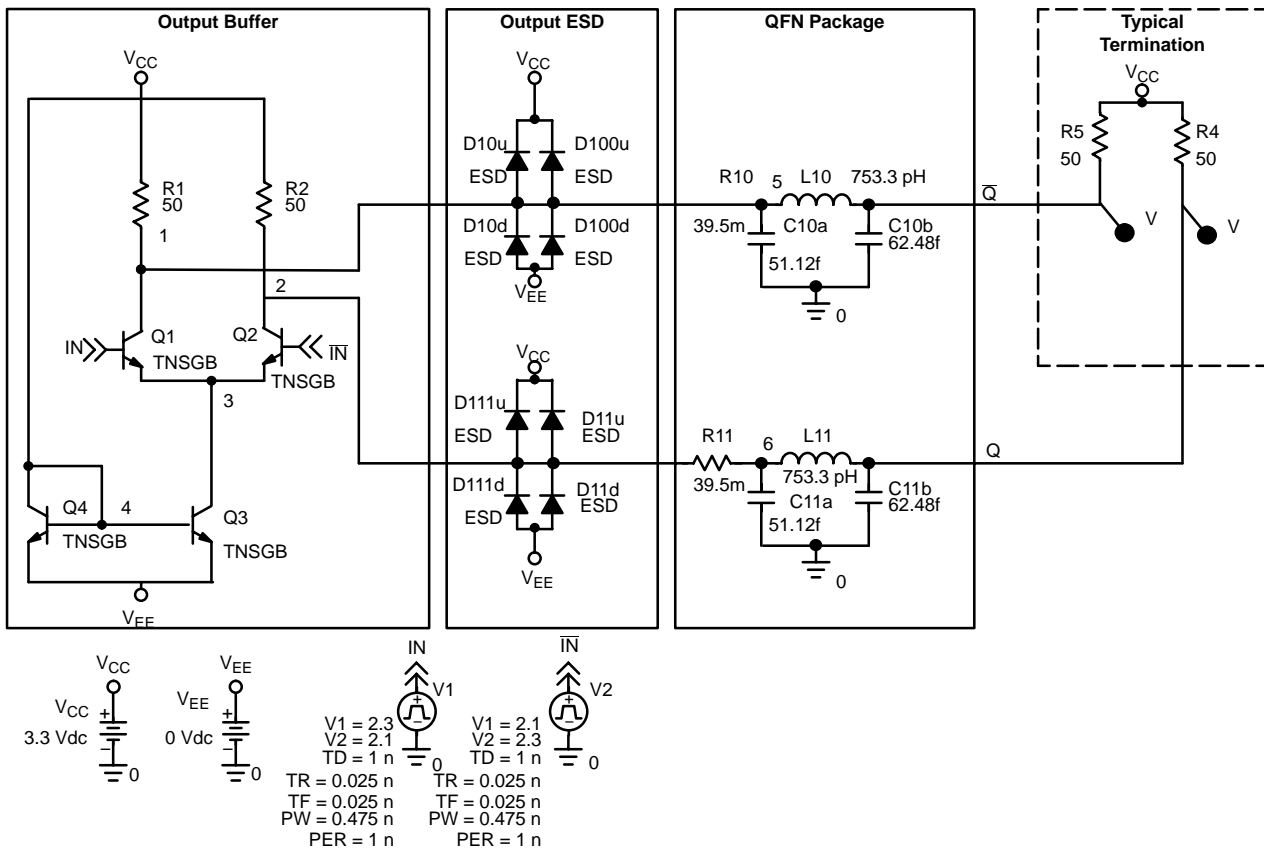 Output Buffer
Output ESD
QFN Package
Typical
Termination
VCC
VCC
VCC
R5
50
R4
50
D10u
ESD
D100u
ESD
R1
50
1
R2
50
R10
5
L10
753.3 pH
Q̅
V
V
D10d
ESD
D100d
ESD
39.5m
C10a
51.12f
C10b
62.48f
VEE
0
2
IN
Q1
TNSGB
Q2
TNSGB
I̅N̅
3
VCC
D111u
ESD
D11u
ESD
R11
39.5m
6
L11
753.3 pH
Q
D111d
ESD
D11d
ESD
C11a
51.12f
C11b
62.48f
VEE
0
Q4
TNSGB
4
Q3
TNSGB
VEE
VCC
VCC
3.3 Vdc
0
VEE
VEE
0 Vdc
0
IN
V1
V1 = 2.3
V2 = 2.1
TD = 1 n
0
TR = 0.025 n
TF = 0.025 n
PW = 0.475 n
PER = 1 n
I̅N̅
V2
V1 = 2.1
V2 = 2.3
TD = 1 n
0
TR = 0.025 n
TF = 0.025 n
PW = 0.475 n
PER = 1 n